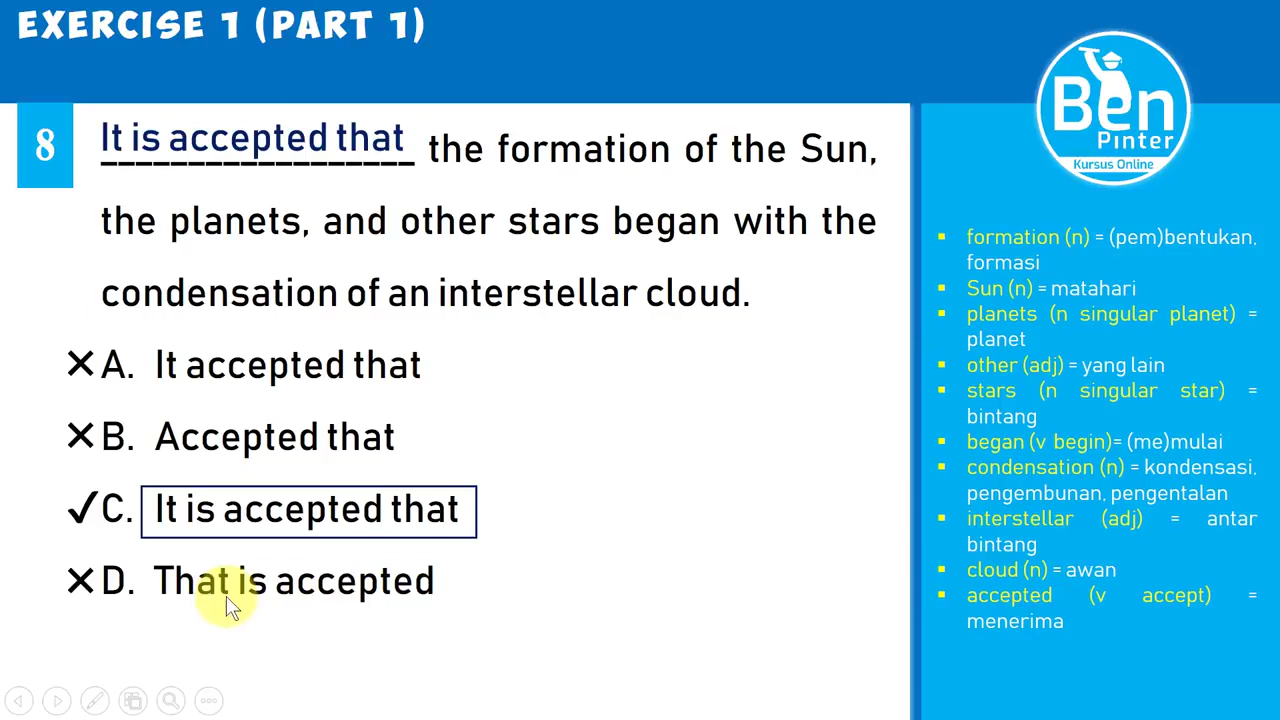 EXERCISE 1 (PART 1)
8
It is accepted that the formation of the Sun,
the planets, and other stars began with the
condensation of an interstellar cloud.
A. It accepted that
B. Accepted that
C. It is accepted that
D. That is accepted
Ben
Pinter
Kursus Online
formation (n) = (pem)bentukan,
formasi
Sun (n) = matahari
planets (n singular planet) =
planet
other (adj) = yang lain
stars (n singular star) =
bintang
began (v begin)= (me)mulai
condensation (n) = kondensasi,
pengembunan, pengentalan
interstellar (adj) = antar
bintang
cloud (n) = awan
accepted (v accept) =
menerima